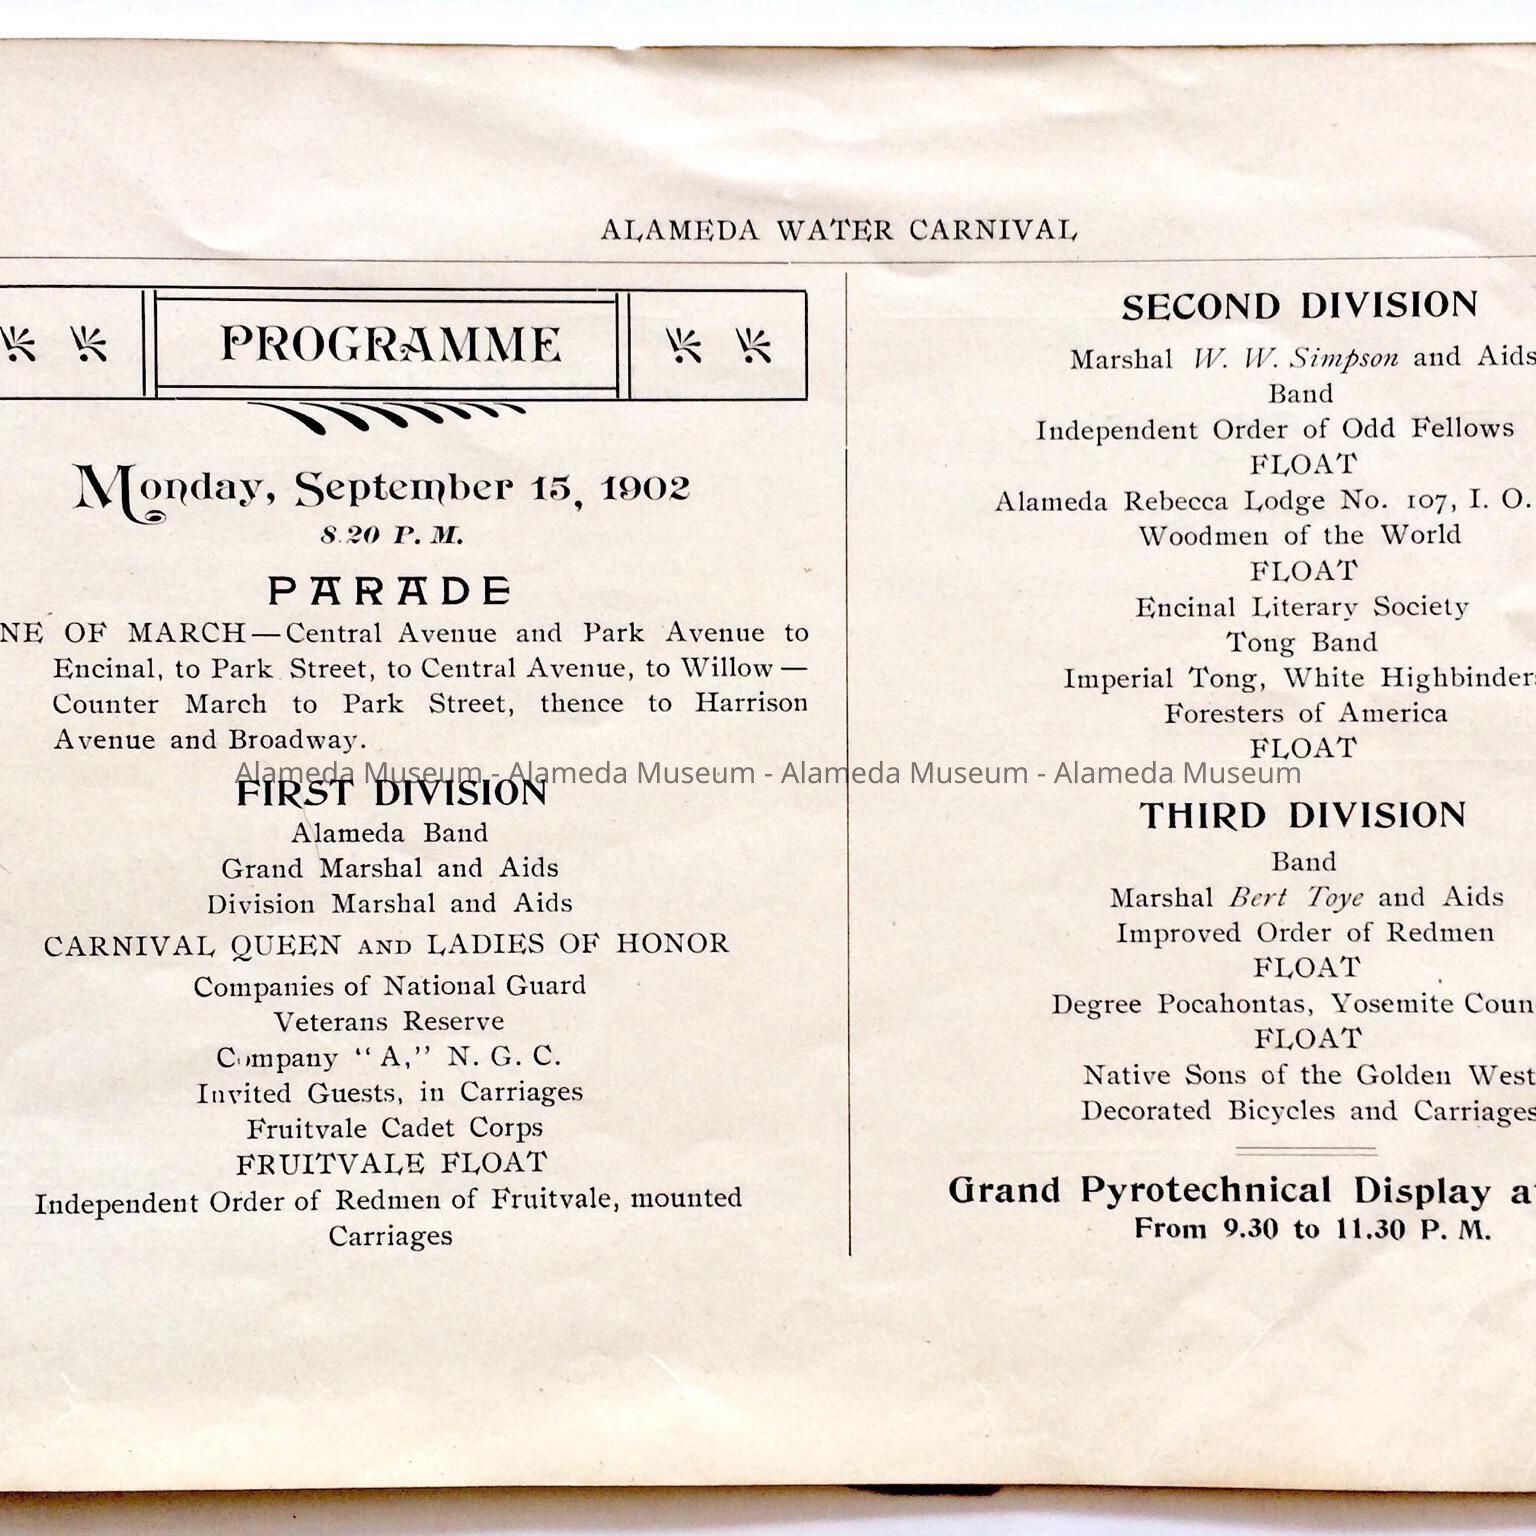 ALAMEDA WATER CARNIVAL
PROGRAMME
Monday, September 15, 1902
8.20 P. M.
PARADE
NE OF MARCH—Central Avenue and Park Avenue to
Encinal, to Park Street, to Central Avenue, to Willow—
Counter March to Park Street, thence to Harrison
Avenue and Broadway.
FIRST DIVISION
Alameda Band
Grand Marshal and Aids
Division Marshal and Aids
CARNIVAL QUEEN AND LADIES OF HONOR
Companies of National Guard
Veterans Reserve
Company “A,” N. G. C.
Invited Guests, in Carriages
Fruitvale Cadet Corps
FRUITVALE FLOAT
Independent Order of Redmen of Fruitvale, mounted
Carriages
SECOND DIVISION
Marshal W. W. Simpson and Aids
Band
Independent Order of Odd Fellows
FLOAT
Alameda Rebecca Lodge No. 107, I. O.
Woodmen of the World
FLOAT
Encinal Literary Society
Tong Band
Imperial Tong, White Highbinders
Foresters of America
FLOAT
THIRD DIVISION
Band
Marshal Bert Toye and Aids
Improved Order of Redmen
FLOAT
Degree Pocahontas, Yosemite Coun
FLOAT
Native Sons of the Golden West
Decorated Bicycles and Carriages
Grand Pyrotechnical Display a
From 9.30 to 11.30 P. M.
Alameda Museum - Alameda Museum - Alameda Museum - Alameda Museum